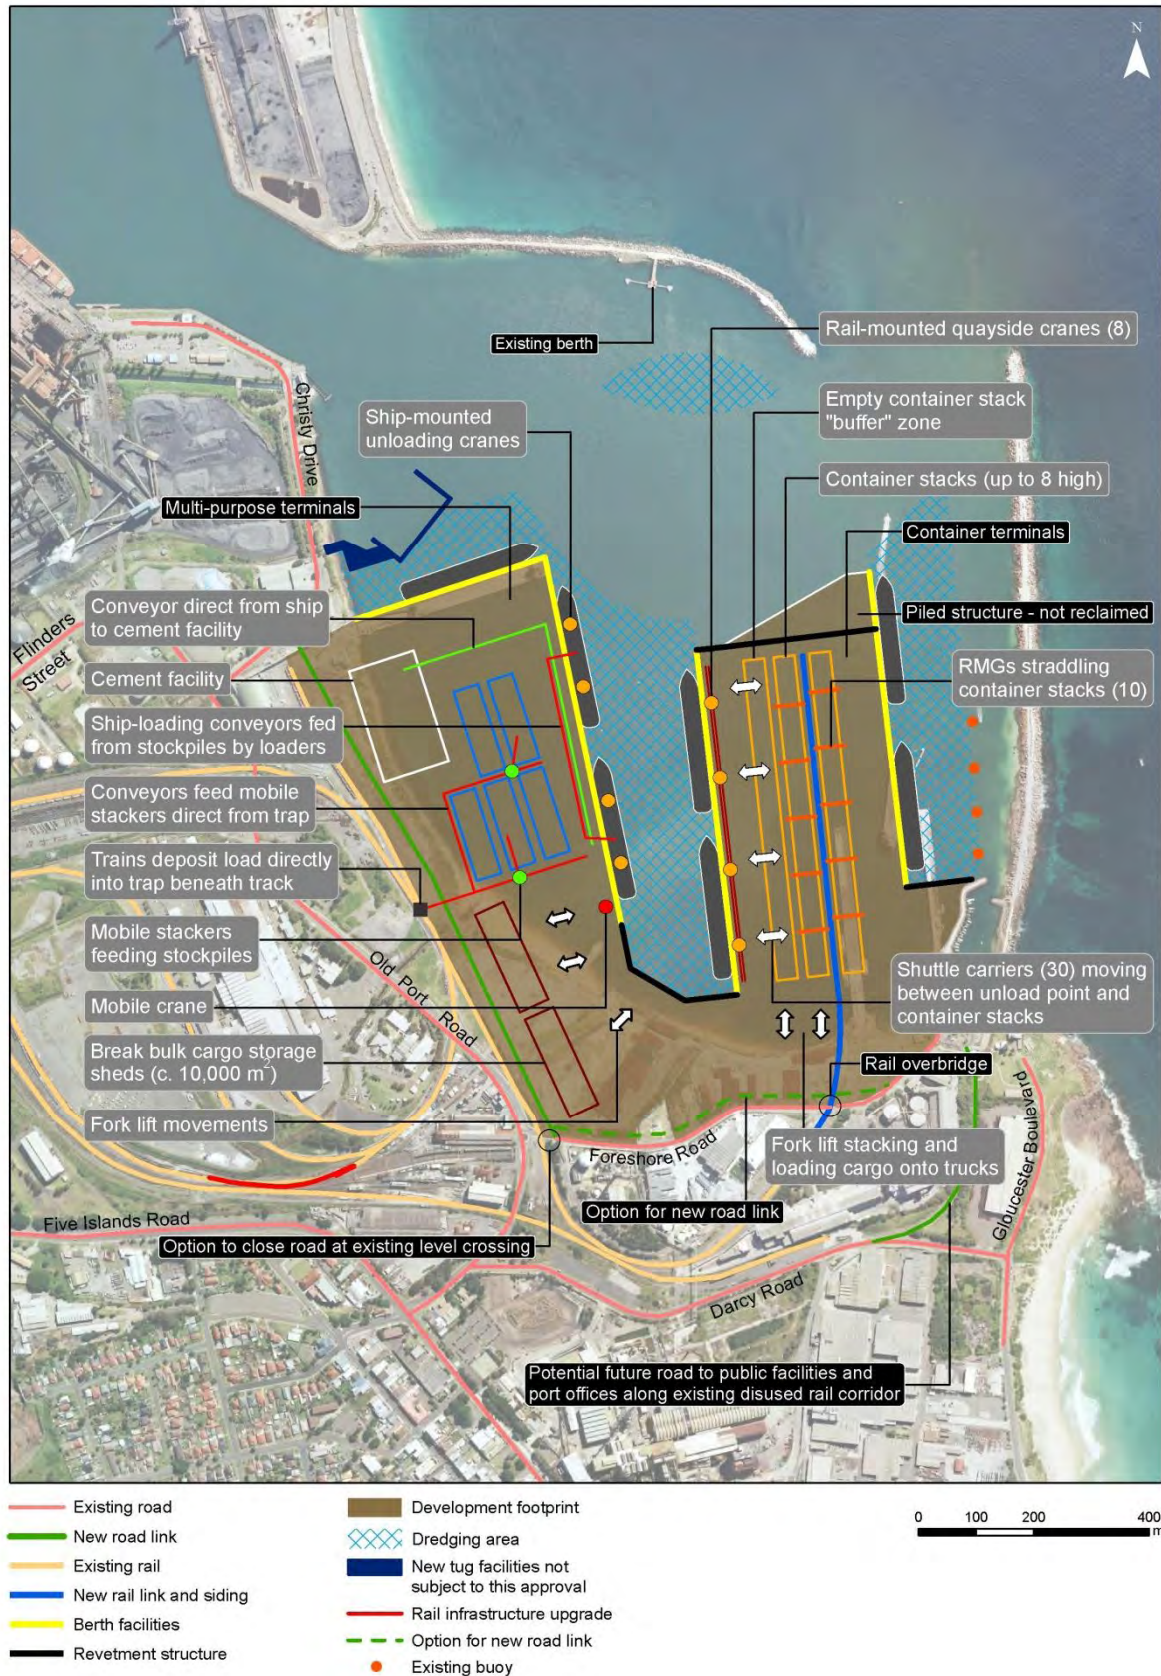 N
Existing berth
Rail-mounted quayside cranes (8)
Empty container stack
"buffer" zone
Ship-mounted
unloading cranes
Christy Drive
Container stacks (up to 8 high)
Multi-purpose terminals
Container terminals
Conveyor direct from ship
to cement facility
Piled structure - not reclaimed
Flinders
Street
Cement facility
RMGs straddling
container stacks (10)
Ship-loading conveyors fed
from stockpiles by loaders
Conveyors feed mobile
stackers direct from trap
Trains deposit load directly
into trap beneath track
Mobile stackers
feeding stockpiles
Old Port Road
Shuttle carriers (30) moving
between unload point and
container stacks
Mobile crane
Break bulk cargo storage
sheds (c. 10,000 m²)
Rail overbridge
Fork lift movements
Foreshore Road
Fork lift stacking and
loading cargo onto trucks
Gloucester Boulevard
Option for new road link
Five Islands Road
Option to close road at existing level crossing
Darcy Road
Potential future road to public facilities and
port offices along existing disused rail corridor
Existing road
New road link
Existing rail
New rail link and siding
Berth facilities
Revetment structure
Development footprint
Dredging area
New tug facilities not
subject to this approval
Rail infrastructure upgrade
Option for new road link
Existing buoy
0 100 200 400
m